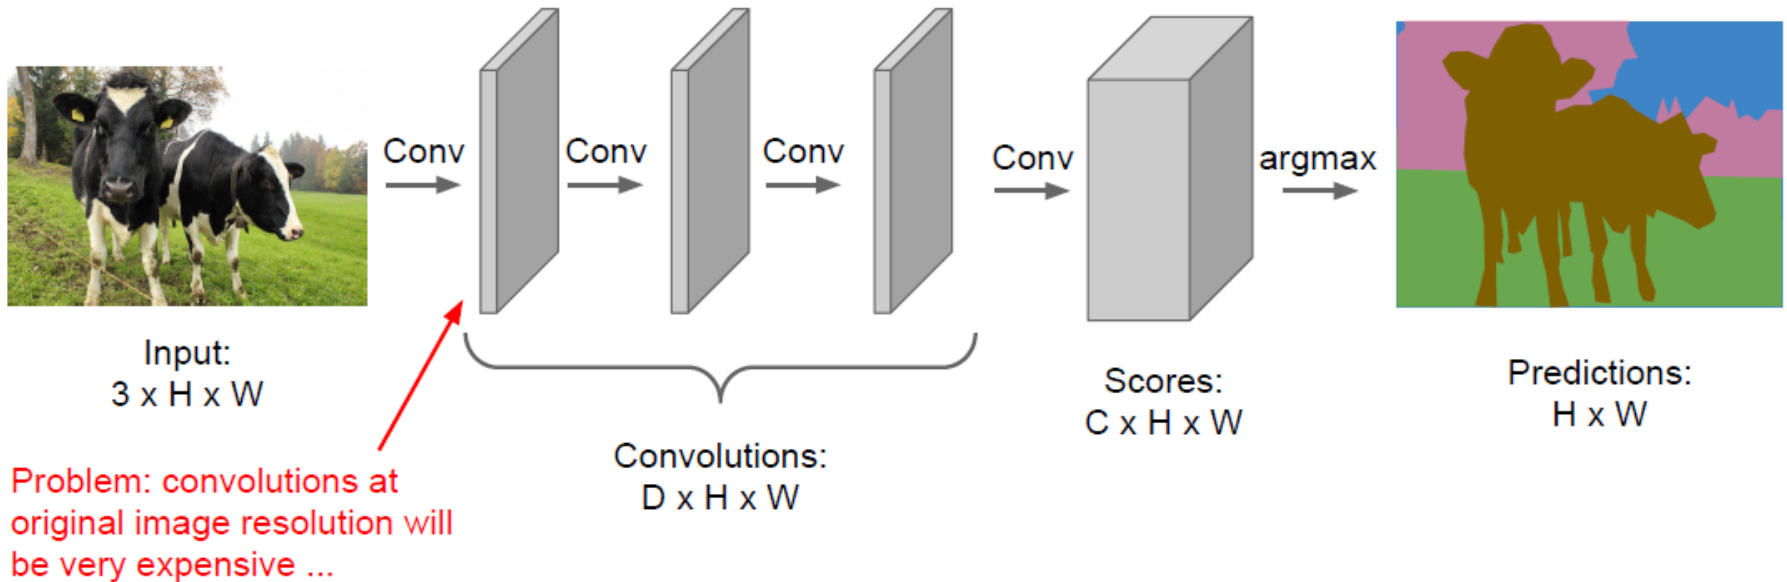 Conv
Conv
Conv
Conv
argmax
Input:
3 x H x W
Problem: convolutions at
original image resolution will
be very expensive ...
Convolutions:
D x H x W
Scores:
C x H x W
Predictions:
H x W